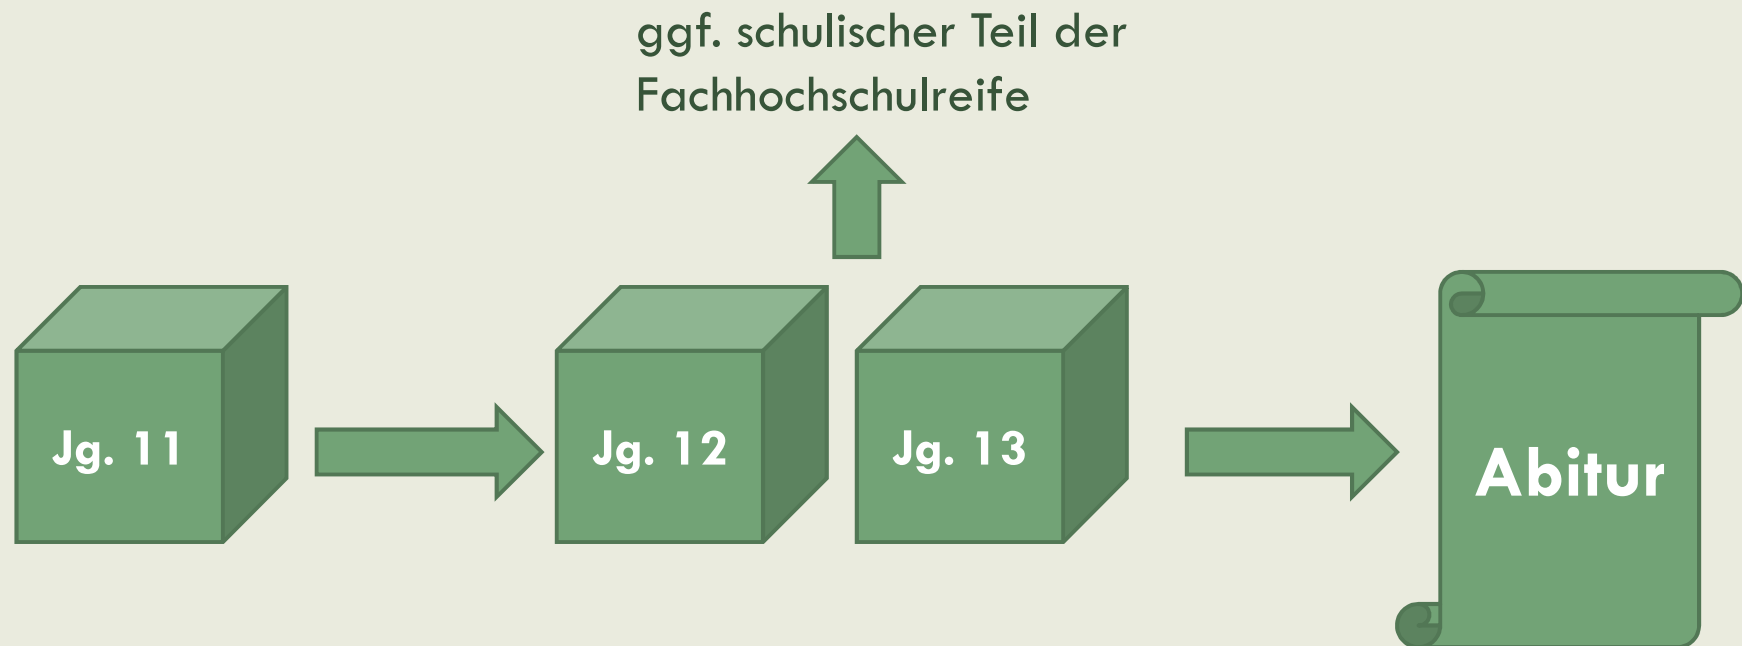 ggf. schulischer Teil der
Fachhochschulreife
Jg. 11
Jg. 12
Jg. 13
Abitur